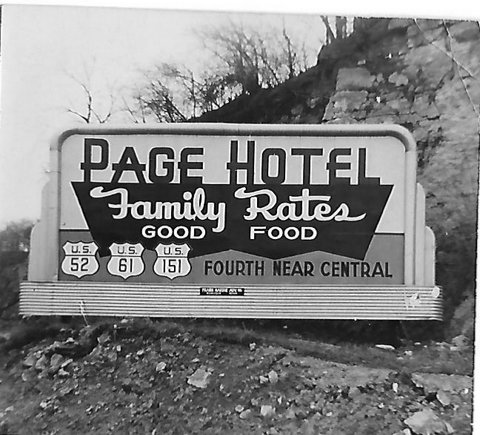 PAGE HOTEL
Family Rates
GOOD FOOD
U.S. 52
U.S. 61
U.S. 151
FOURTH NEAR CENTRAL